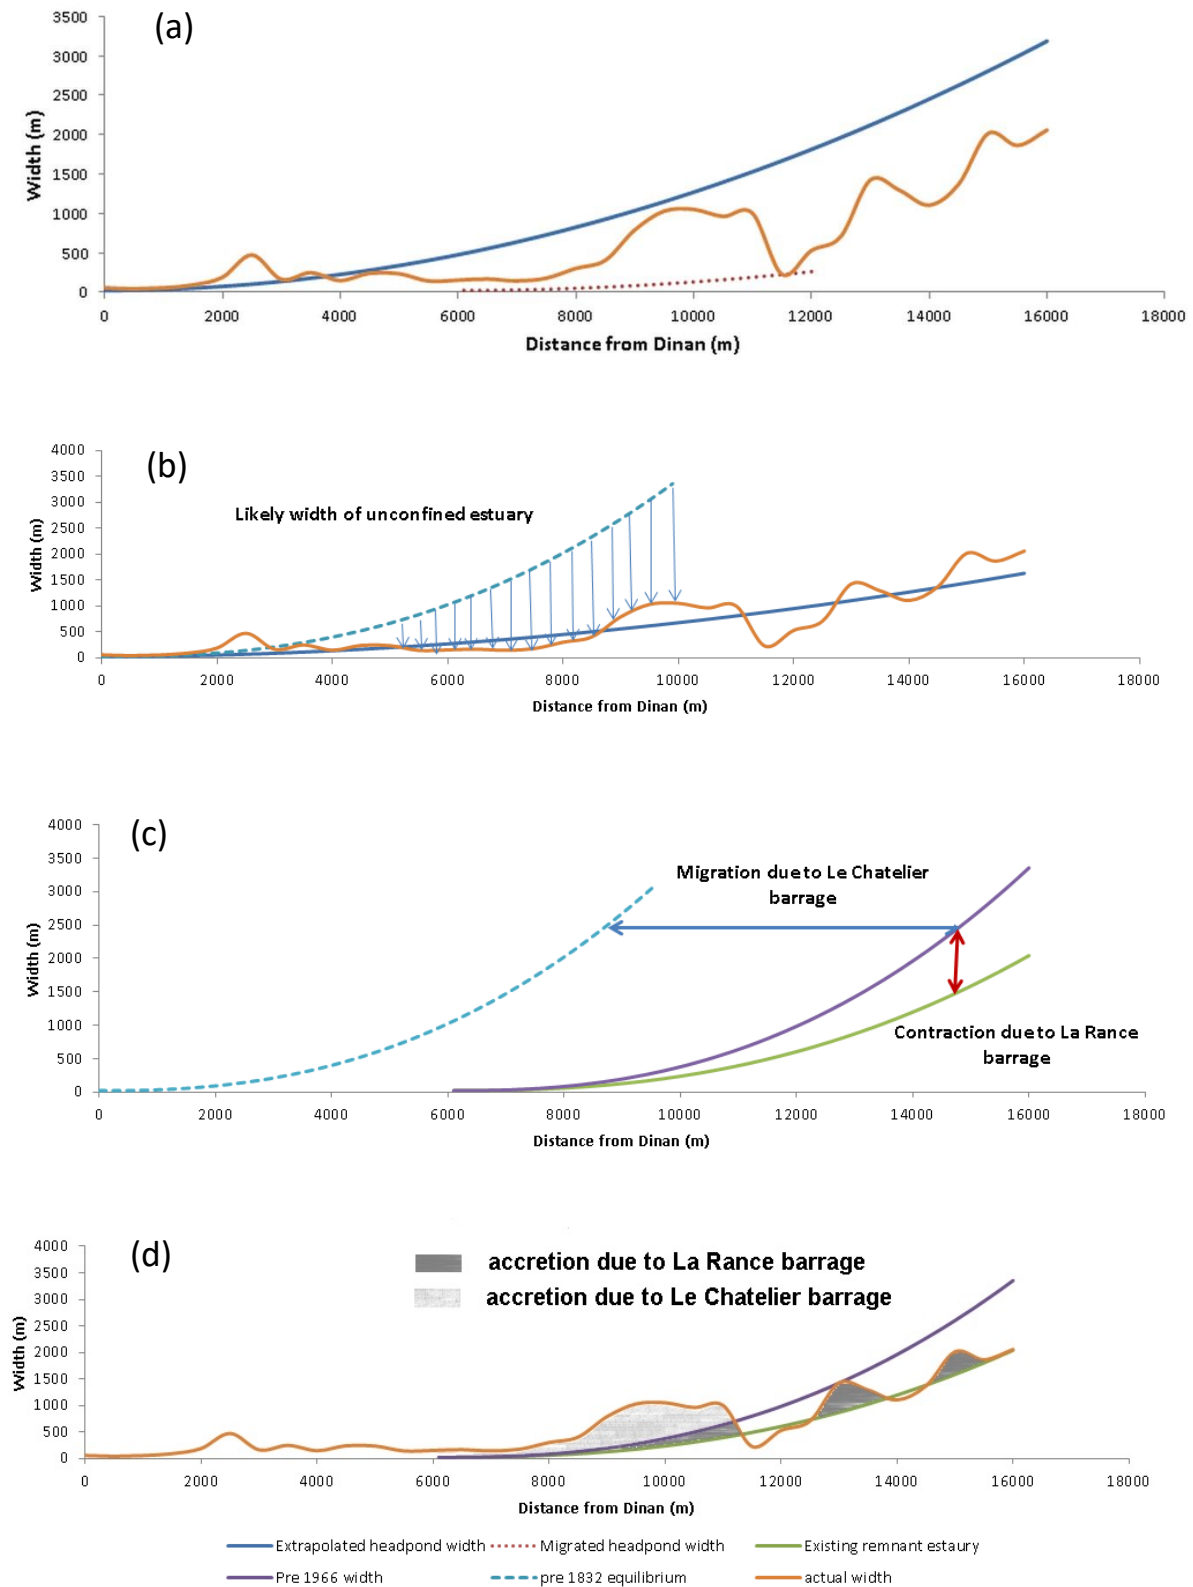 (a)
3500
3000
2500
2000
1500
1000
500
0
Width (m)
0 2000 4000 6000 8000 10000 12000 14000 16000 18000
Distance from Dinan (m)
(b)
4000
3500
3000
2500
2000
1500
1000
500
0
Width (m)
Likely width of unconfined estuary
0 2000 4000 6000 8000 10000 12000 14000 16000 18000
Distance from Dinan (m)
(c)
4000
3500
3000
2500
2000
1500
1000
500
0
Width (m)
Migration due to Le Chatelier
barrage
Contraction due to La Rance
barrage
0 2000 4000 6000 8000 10000 12000 14000 16000 18000
Distance from Dinan (m)
(d)
4000
3500
3000
2500
2000
1500
1000
500
0
Width (m)
accretion due to La Rance barrage
accretion due to Le Chatelier barrage
0 2000 4000 6000 8000 10000 12000 14000 16000 18000
Distance from Dinan (m)
Extrapolated headpond width Migrated headpond width Existing remnant estaury
Pre 1966 width pre 1832 equilibrium actual width